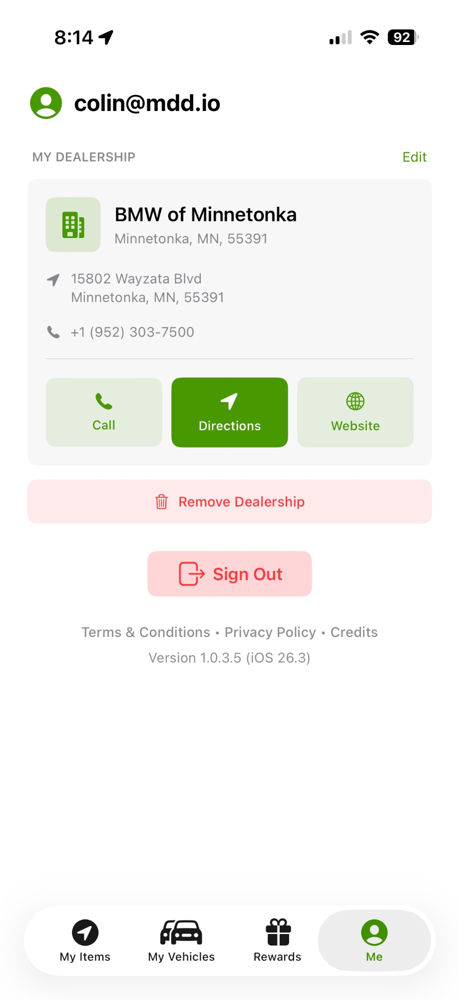 8:14
92
colin@mdd.io
MY DEALERSHIP
Edit
BMW of Minnetonka
Minnetonka, MN, 55391
15802 Wayzata Blvd
Minnetonka, MN, 55391
+1 (952) 303-7500
Call
Directions
Website
Remove Dealership
Sign Out
Terms & Conditions • Privacy Policy • Credits
Version 1.0.3.5 (iOS 26.3)
My Items
My Vehicles
Rewards
Me